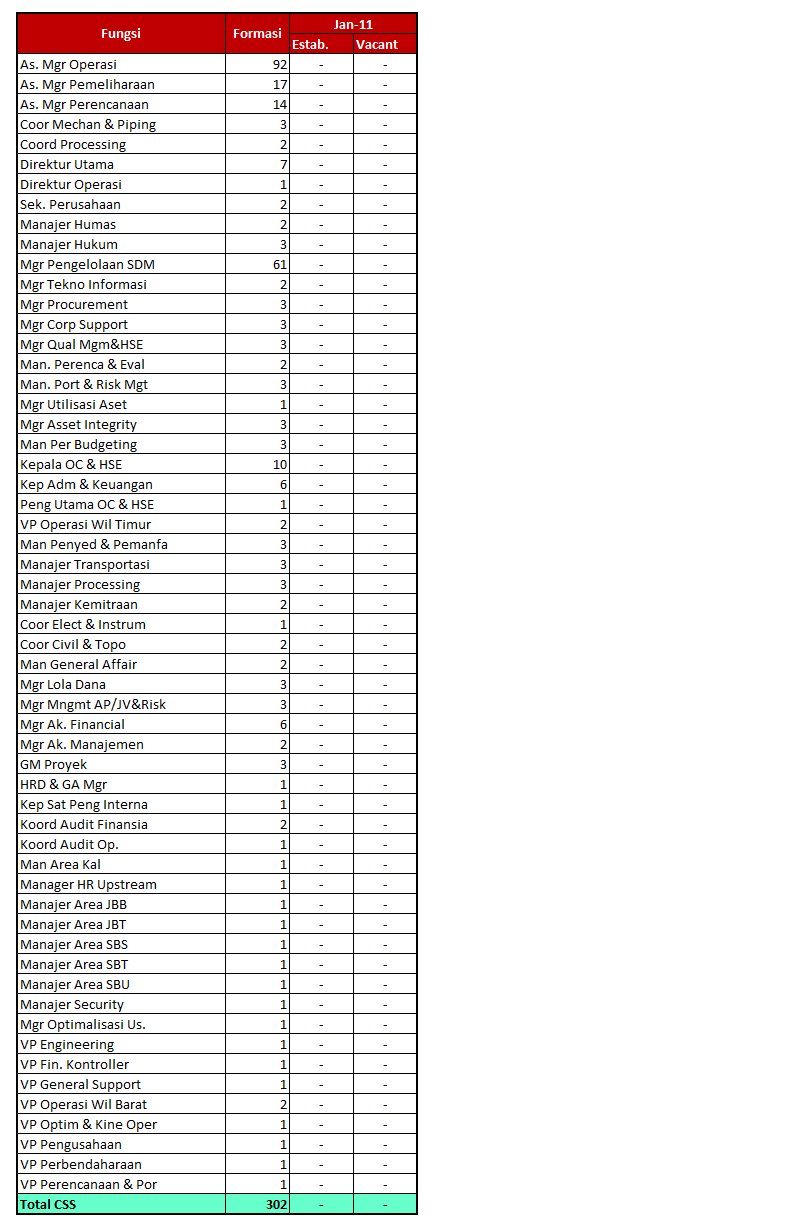 Fungsi Formasi Jan-11
Estab. Vacant
As. Mgr Operasi 92 - -
As. Mgr Pemeliharaan 17 - -
As. Mgr Perencanaan 14 - -
Coor Mechan & Piping 3 - -
Coord Processing 2 - -
Direktur Utama 7 - -
Direktur Operasi 1 - -
Sek. Perusahaan 2 - -
Manajer Humas 2 - -
Manajer Hukum 3 - -
Mgr Pengelolaan SDM 61 - -
Mgr Tekno Informasi 2 - -
Mgr Procurement 3 - -
Mgr Corp Support 3 - -
Mgr Qual Mgm&HSE 3 - -
Man. Perenca & Eval 2 - -
Man. Port & Risk Mgt 3 - -
Mgr Utilisasi Aset 1 - -
Mgr Asset Integrity 3 - -
Man Per Budgeting 3 - -
Kepala OC & HSE 10 - -
Kep Adm & Keuangan 6 - -
Peng Utama OC & HSE 1 - -
VP Operasi Wil Timur 2 - -
Man Penyed & Pemanfa 3 - -
Manajer Transportasi 3 - -
Manajer Processing 3 - -
Manajer Kemitraan 2 - -
Coor Elect & Instrum 1 - -
Coor Civil & Topo 2 - -
Man General Affair 2 - -
Mgr Lola Dana 3 - -
Mgr Mngmt AP/JV&Risk 3 - -
Mgr Ak. Financial 6 - -
Mgr Ak. Manajemen 2 - -
GM Proyek 3 - -
HRD & GA Mgr 1 - -
Kep Sat Peng Interna 1 - -
Koord Audit Finansia 2 - -
Koord Audit Op. 1 - -
Man Area Kal 1 - -
Manager HR Upstream 1 - -
Manajer Area JBB 1 - -
Manajer Area JBT 1 - -
Manajer Area SBS 1 - -
Manajer Area SBT 1 - -
Manajer Area SBU 1 - -
Manajer Security 1 - -
Mgr Optimalisasi Us. 1 - -
VP Engineering 1 - -
VP Fin. Kontroller 1 - -
VP General Support 1 - -
VP Operasi Wil Barat 2 - -
VP Optim & Kine Oper 1 - -
VP Pengusahaan 1 - -
VP Perbendaharaan 1 - -
VP Perencanaan & Por 1 - -
Total CSS 302 - -